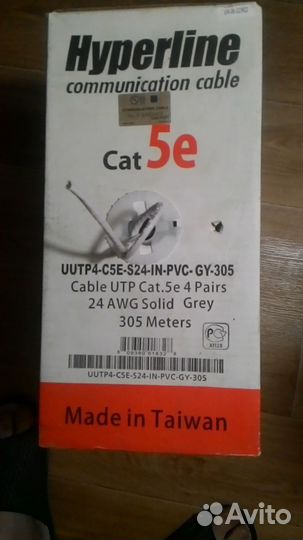 Hyperline
communication cable
Cat 5e
UUTP4-C5E-S24-IN-PVC-GY-305
Cable UTP Cat.5e 4 Pairs
24 AWG Solid Grey
305 Meters
UUTP4-C5E-S24-IN-PVC-GY-305
Made in Taiwan
Avito